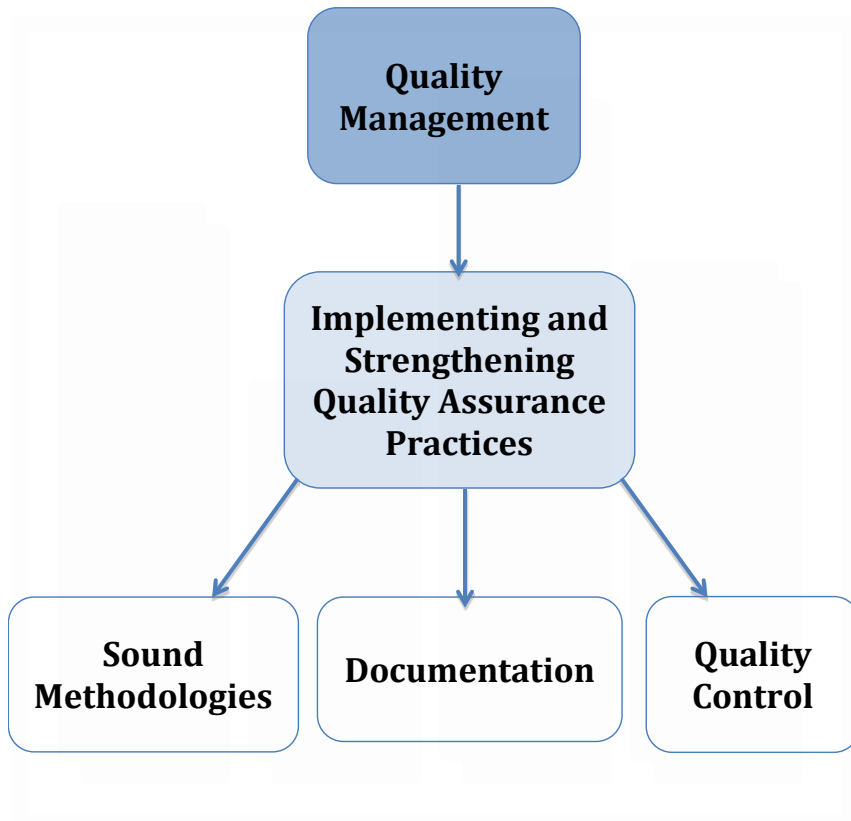 Quality
Management
Implementing and
Strengthening
Quality Assurance
Practices
Sound
Methodologies
Documentation
Quality
Control